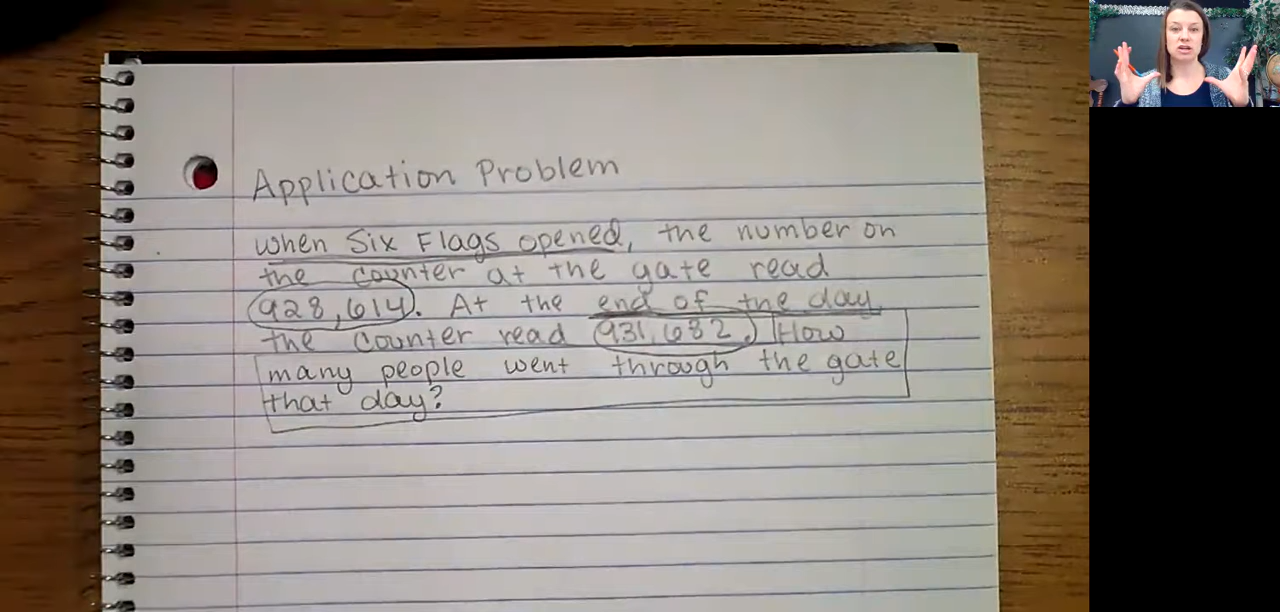 Application Problem
when Six Flags opened, the number on
the counter at the gate read
928,614. At the end of the day
the counter read 931,682. How
many people went through the gate
that day?